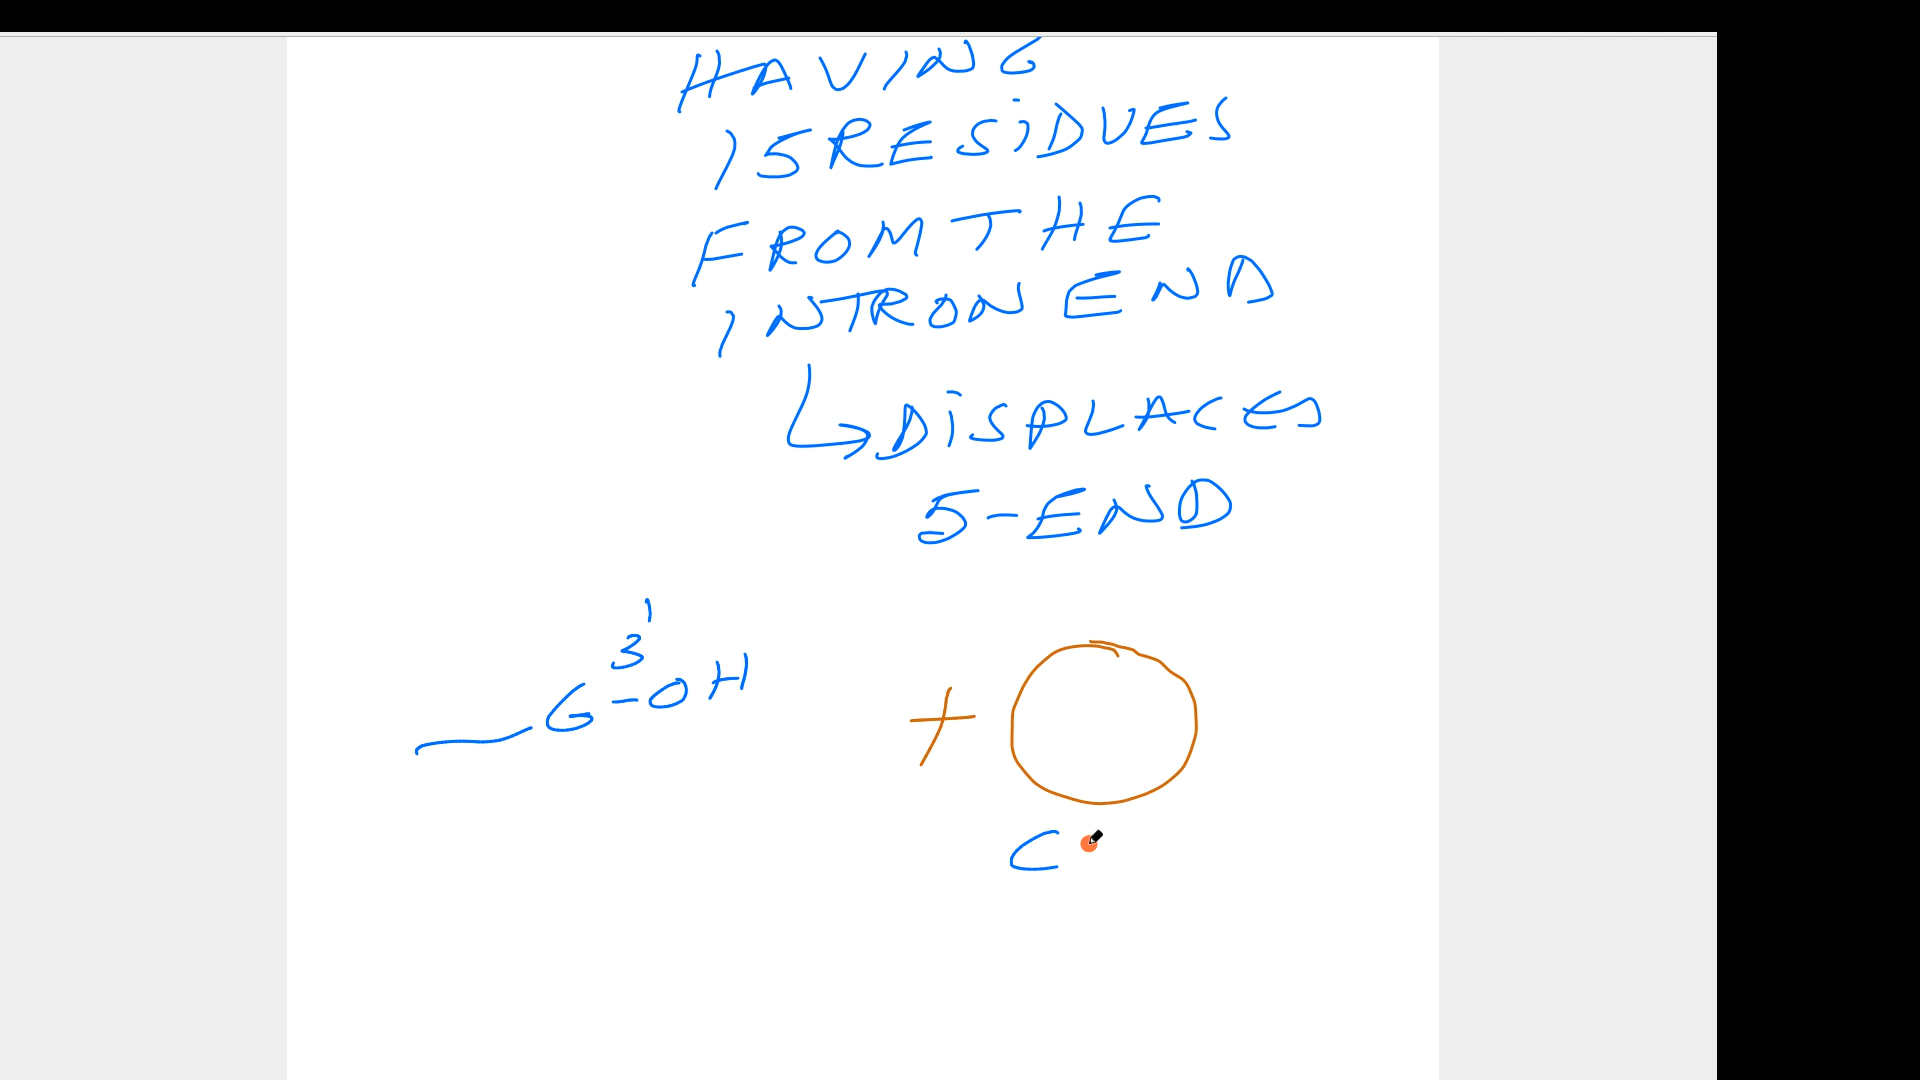 HAVING
15 RESIDUES
FROM THE
INTRON END
DISPLACES
5-END
3'
G-OH
+
C